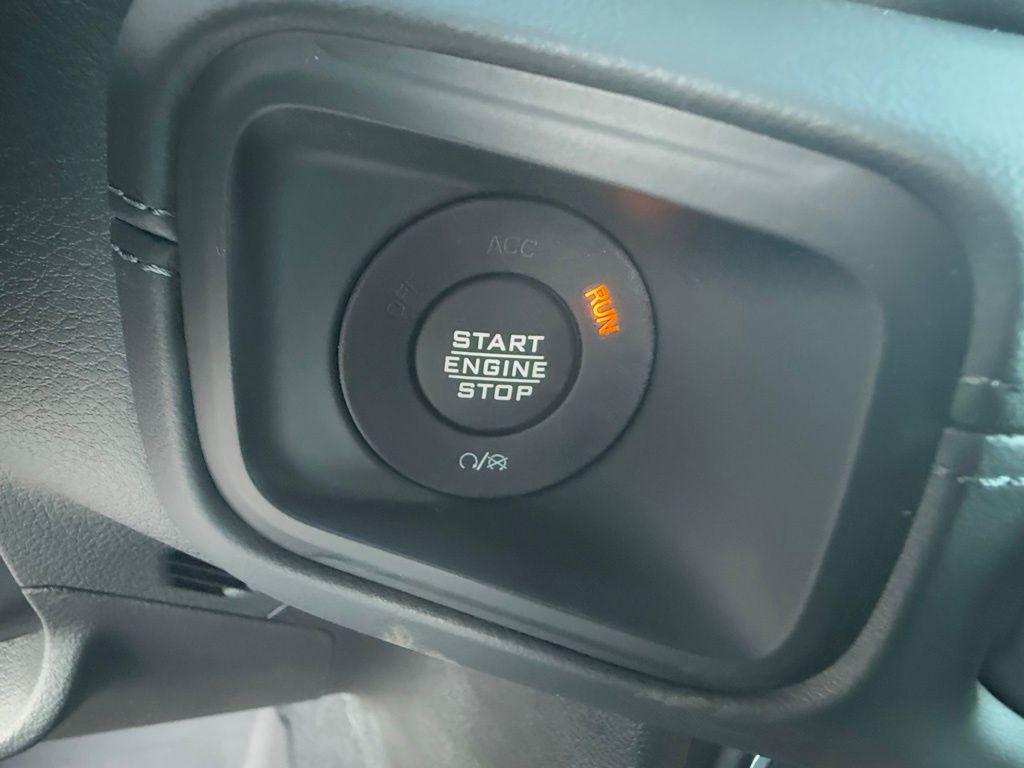 ACC
OFF
RUN
START
ENGINE
STOP